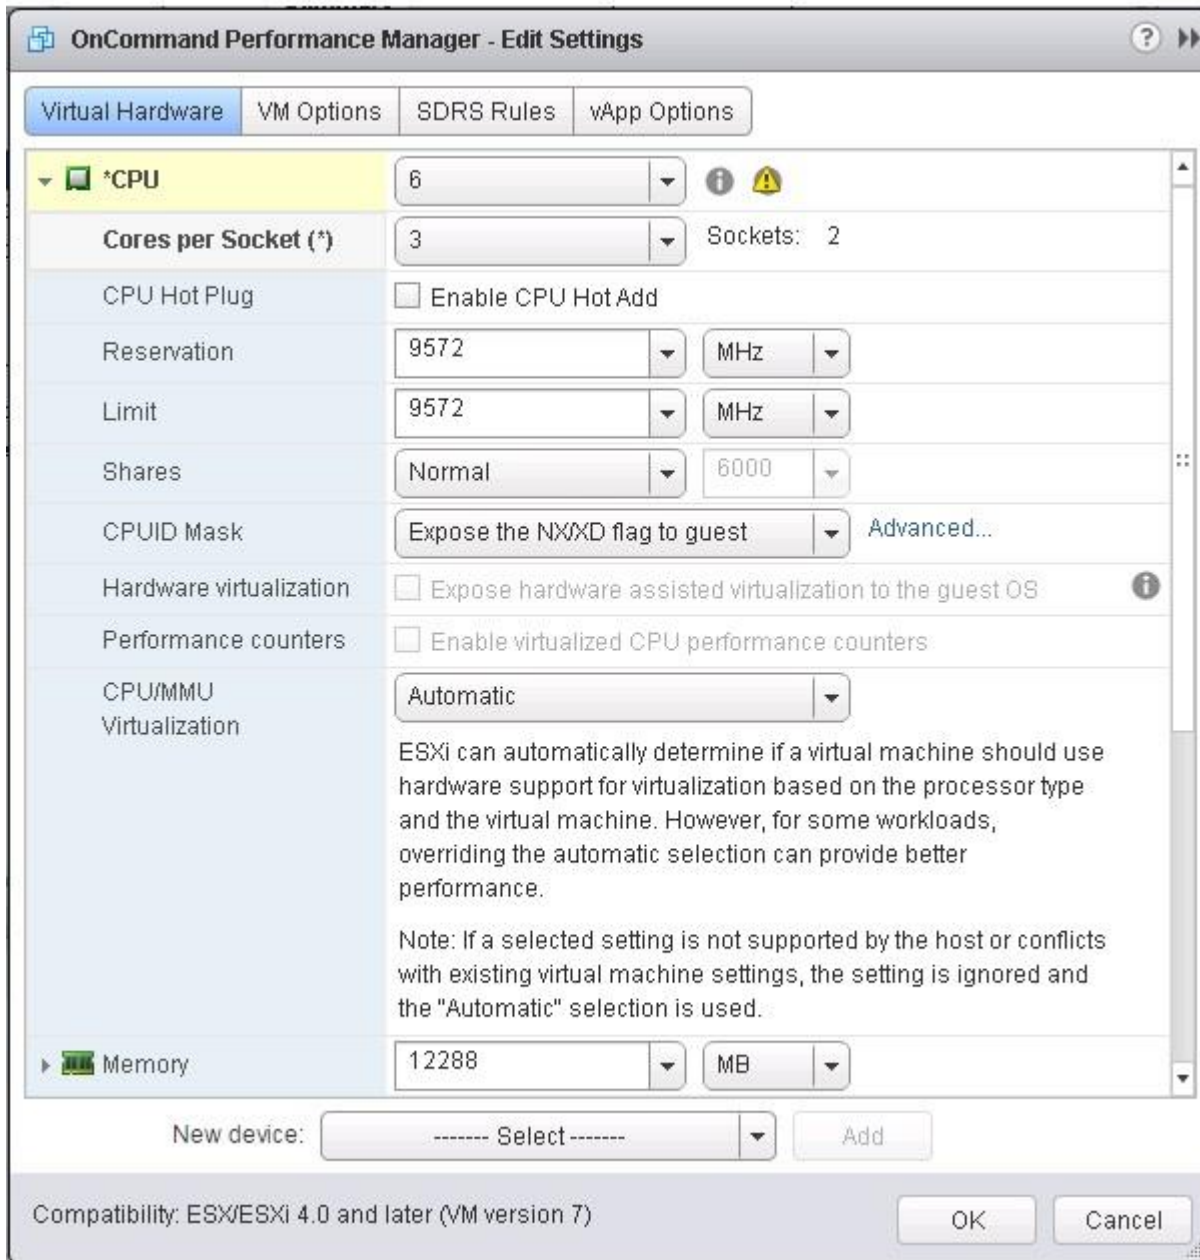 OnCommand Performance Manager - Edit Settings
Virtual Hardware VM Options SDRS Rules vApp Options
*CPU 6
Cores per Socket (*) 3 Sockets: 2
CPU Hot Plug Enable CPU Hot Add
Reservation 9572 MHz
Limit 9572 MHz
Shares Normal 6000
CPUID Mask Expose the NX/XD flag to guest Advanced...
Hardware virtualization Expose hardware assisted virtualization to the guest OS
Performance counters Enable virtualized CPU performance counters
CPU/MMU
Virtualization
Automatic
ESXi can automatically determine if a virtual machine should use
hardware support for virtualization based on the processor type
and the virtual machine. However, for some workloads,
overriding the automatic selection can provide better
performance.
Note: If a selected setting is not supported by the host or conflicts
with existing virtual machine settings, the setting is ignored and
the "Automatic" selection is used.
Memory 12288 MB
New device: ------- Select ------- Add
Compatibility: ESX/ESXi 4.0 and later (VM version 7) OK Cancel